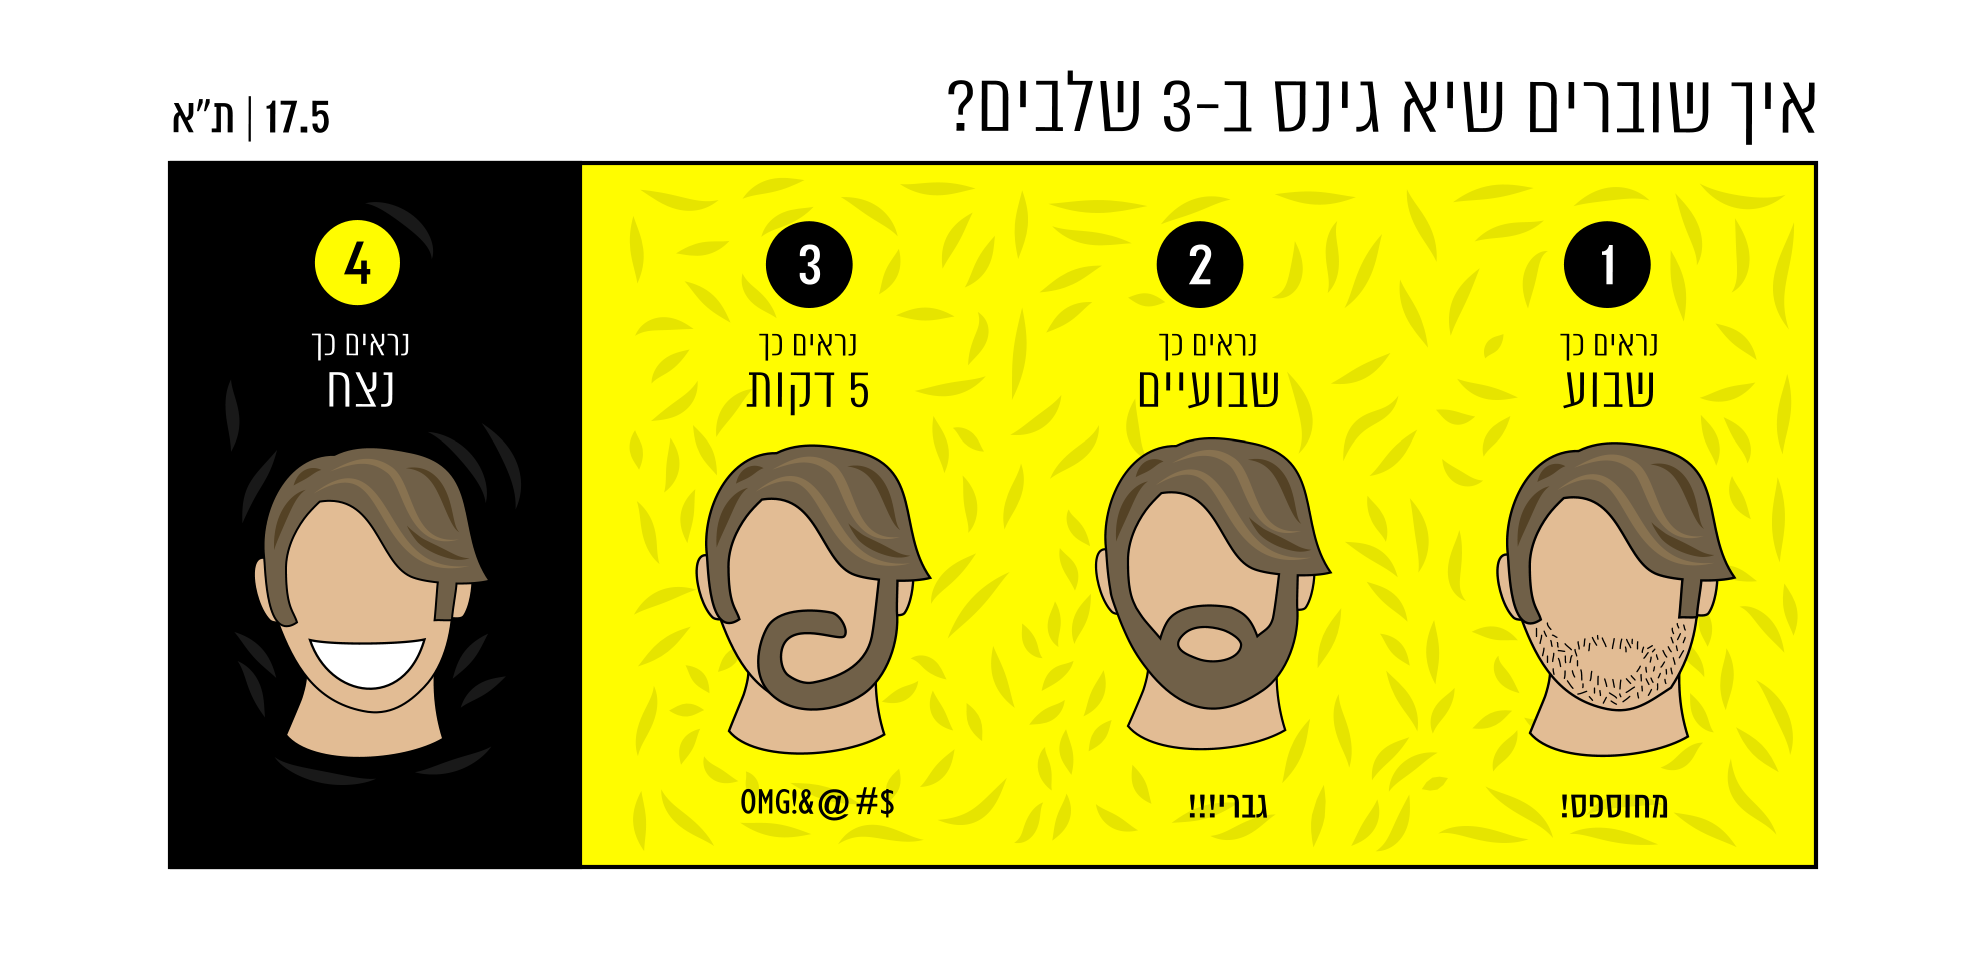 איך שוברים שיא גינס ב-3 שלבים?
17.5 | ת"א
1
נראים כך
שבוע
מחוספס!
2
נראים כך
שבועיים
גברי!!!
3
נראים כך
5 דקות
OMG!&@#$
4
נראים כך
נצח